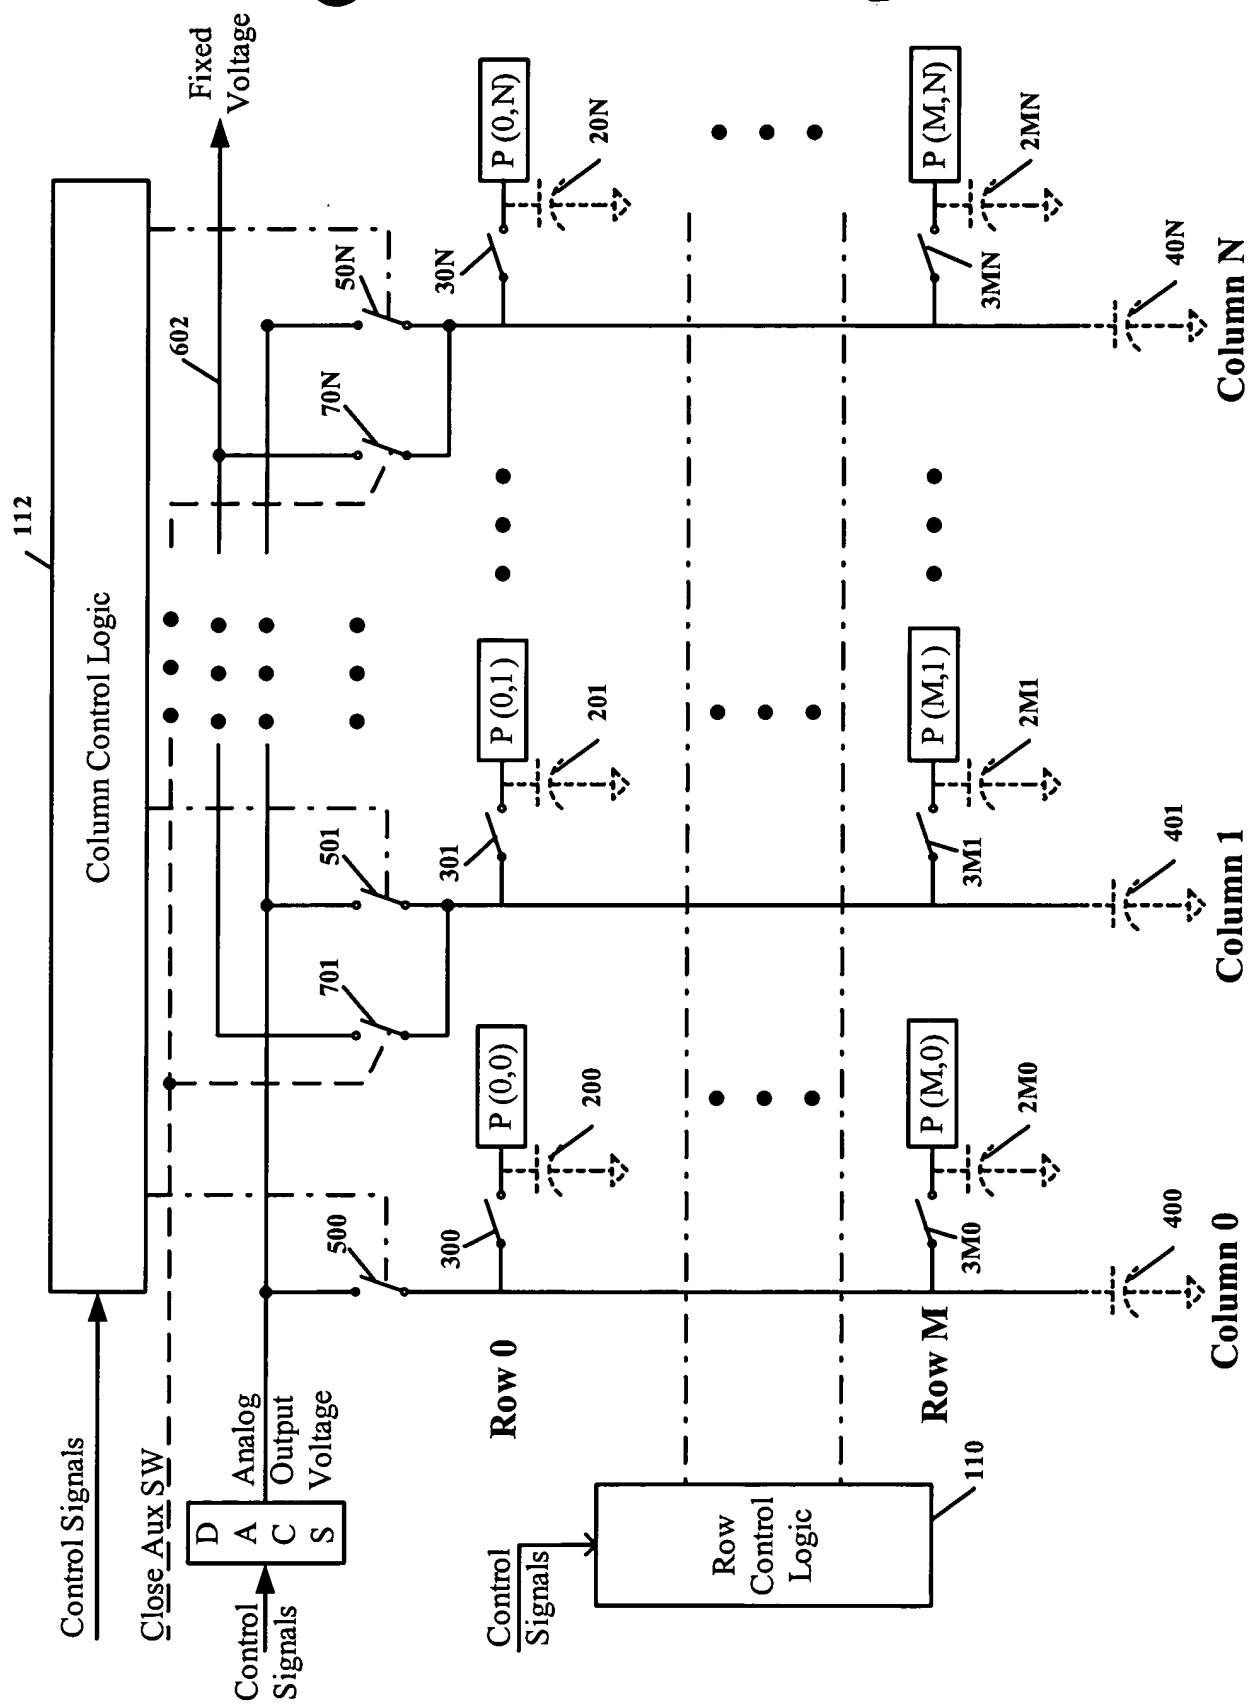 112
Column Control Logic
Control Signals
Close Aux SW
D
A
C
S
Control
Signals
Analog
Output
Voltage
Fixed
Voltage
602
500
701
501
70N
50N
Row 0
300
P (0,0)
200
301
P (0,1)
201
30N
P (0,N)
20N
Control
Signals
Row
Control
Logic
110
Row M
3M0
P (M,0)
2M0
3M1
P (M,1)
2M1
3MN
P (M,N)
2MN
400
401
40N
Column 0
Column 1
Column N